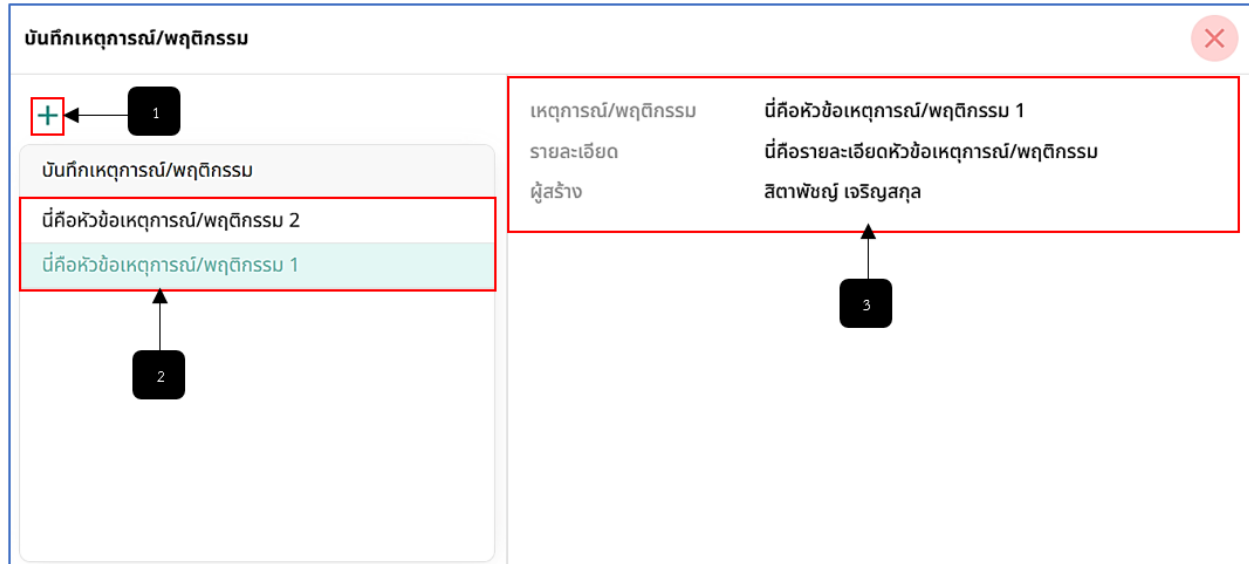 บันทึกเหตุการณ์/พฤติกรรม
1
บันทึกเหตุการณ์/พฤติกรรม
นี่คือหัวข้อเหตุการณ์/พฤติกรรม 2
นี่คือหัวข้อเหตุการณ์/พฤติกรรม 1
2
เหตุการณ์/พฤติกรรม นี่คือหัวข้อเหตุการณ์/พฤติกรรม 1
รายละเอียด นี่คือรายละเอียดหัวข้อเหตุการณ์/พฤติกรรม
ผู้สร้าง สิตาพัชญ์ เจริญสกุล
3